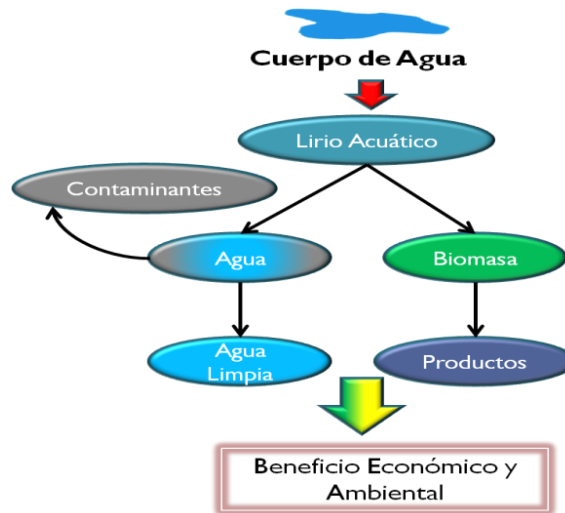 Cuerpo de Agua
Lirio Acuático
Contaminantes
Agua
Biomasa
Agua
Limpia
Productos
Beneficio Económico y
Ambiental